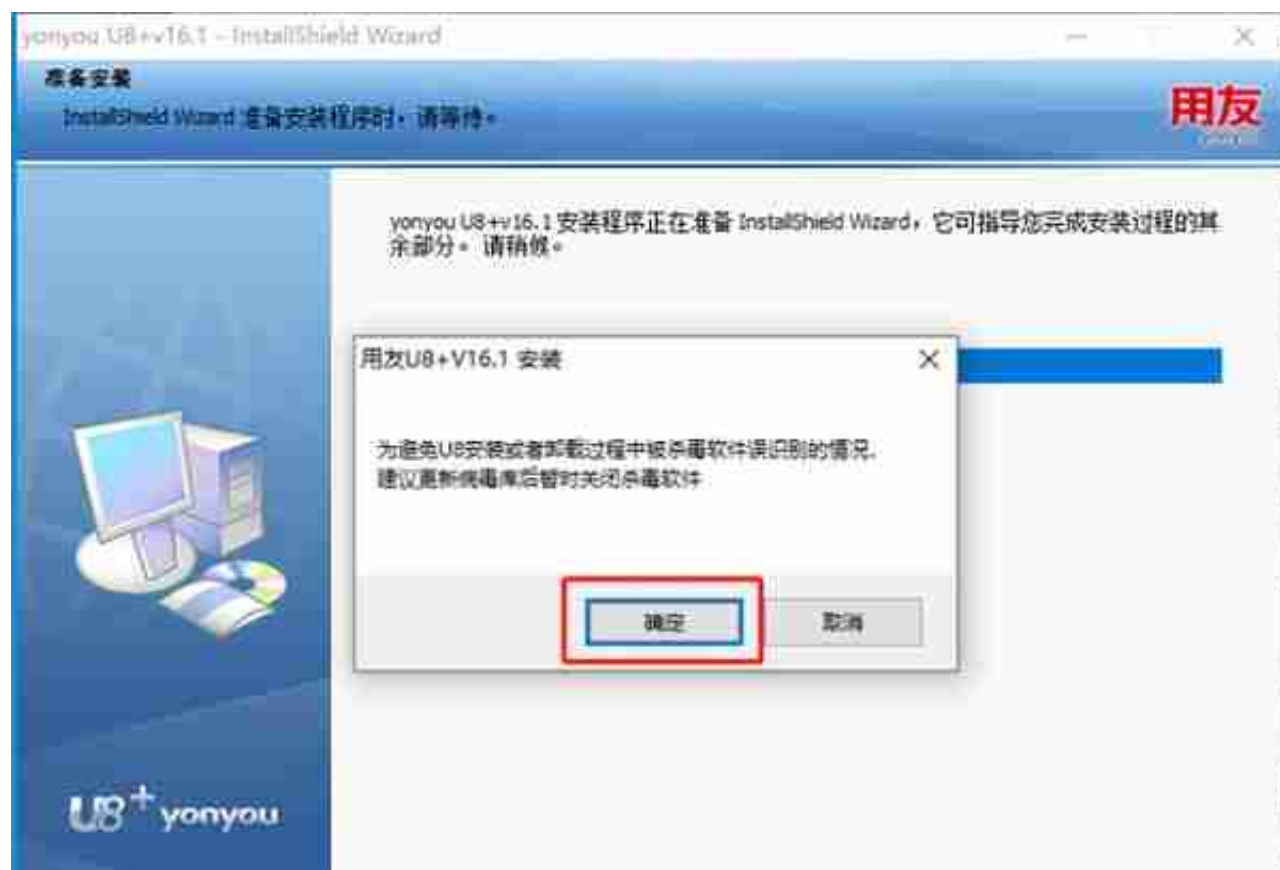 yonyou U8+v16.1 - InstallShield Wizard
准备安装
InstallShield Wizard 准备安装程序时，请等待。
用友
yonyou U8+v16.1 安装程序正在准备 InstallShield Wizard，它可指导您完成安装过程的其
余部分。 请稍候。
用友U8+V16.1 安装
为避免U8安装或者卸载过程中被杀毒软件误识别的情况,
建议更新病毒库后暂时关闭杀毒软件
确定
取消
U8+ yonyou